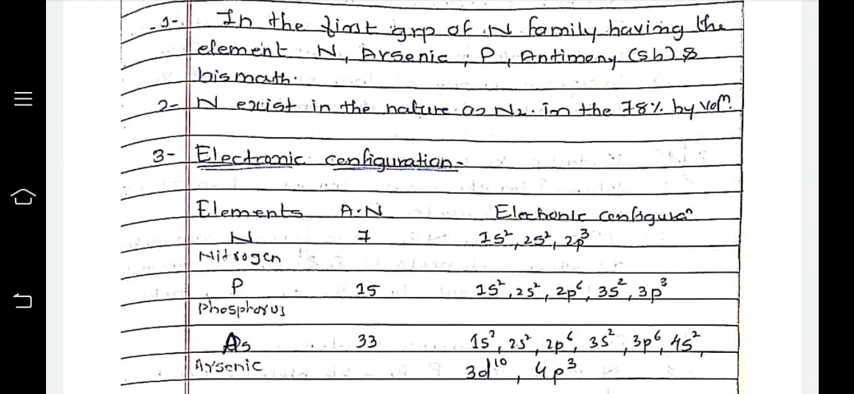 -1- In the first grp of N family having the
element N, Arsenic, P, Antimony (Sb) &
bismath.
2- N exist in the nature as N₂. in the 78% by volᵐ.
3- Electronic configuration-
Elements A.N Electronic Configuraⁿ
N 7 1s², 2s², 2p³
Nitrogen
P 15 1s², 2s², 2p⁶, 3s², 3p³
Phosphorus
As 33 1s², 2s², 2p⁶, 3s², 3p⁶, 4s²,
Arsenic 3d¹⁰, 4p³